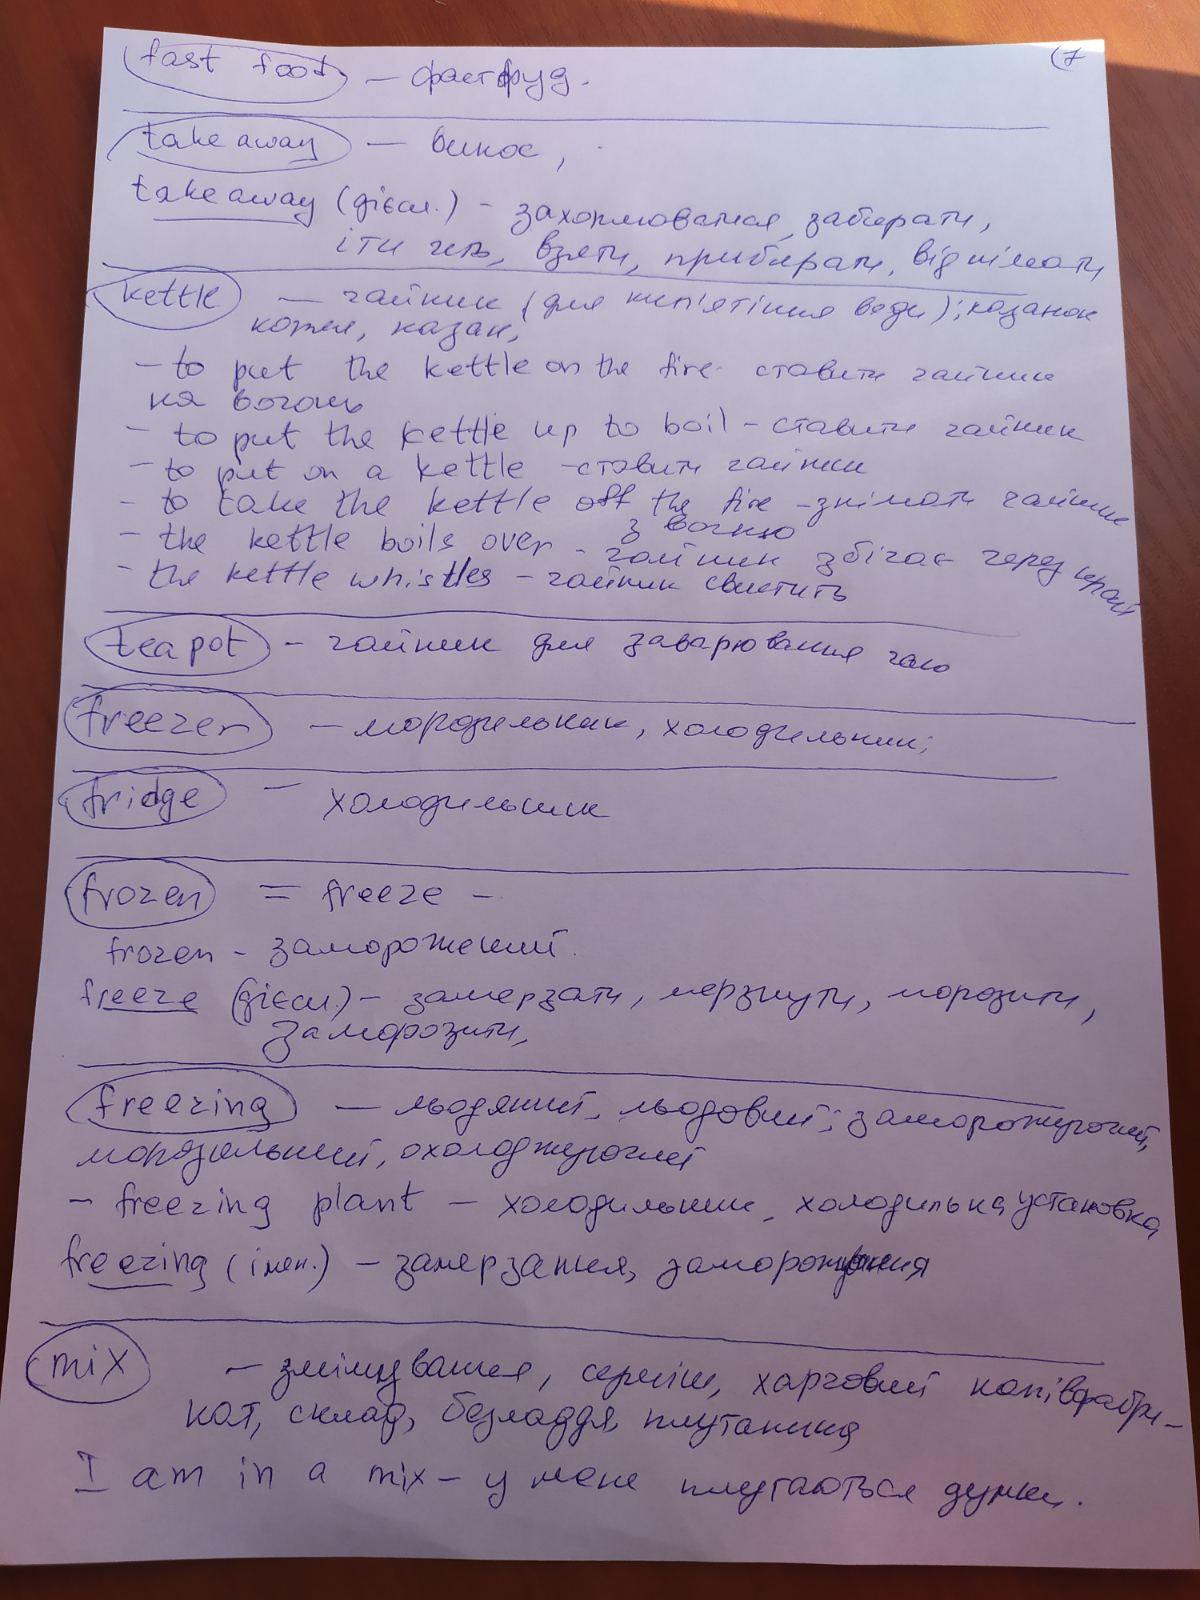 (7
fast food — фастфуд.
take away — винос,
take away (дієсл.) - захоплювання, забирати,
іти геть, взяти, прибирати, віднімати
kettle — чайник (для кип'ятіння води); казанок
котел, казан,
- to put the kettle on the fire - ставити чайник
на вогонь
- to put the kettle up to boil - ставити чайник
- to put on a kettle - ставити чайник
- to take the kettle off the fire - знімати чайник
з вогню
- the kettle boils over - чайник збігає через край
- the kettle whistles - чайник свистить
teapot - чайник для заварювання чаю
freezer - морозильник, холодильник;
fridge - холодильник
frozen = freeze -
frozen - заморожений.
freeze (дієсл.) - замерзати, мерзнути, морозити,
заморозити,
freezing — льодяний, льодовий; заморожуючий,
морозильний, охолоджуючий
- freezing plant - холодильник, холодильна установка
freezing (імен.) - замерзання, заморожування
mix - змішування, суміш, харчовий напівфабри-
кат, склад, безладдя, плутанина
I am in a mix - у мене плутаються думки.